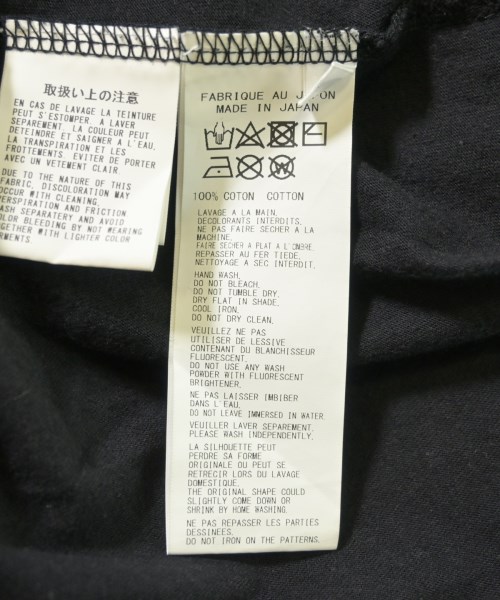 取扱い上の注意
EN CAS DE LAVAGE LA TEINTURE
PEUT S'ESTOMPER. A LAVER
SEPAREMENT. LA COULEUR PEUT
DETEINDRE ET SAIGNER A L'EAU,
LA TRANSPIRATION ET LES
FROTTEMENTS. EVITER DE PORTER
AVEC UN VETEMENT CLAIR.
DUE TO THE NATURE OF THIS
FABRIC, DISCOLORATION MAY
OCCUR WITH CLEANING.
PERSPIRATION AND FRICTION
WASH SEPARATERY AND AVOID
COLOR BLEEDING BY NOT WEARING
TOGETHER WITH LIGHTER COLOR
GARMENTS.
FABRIQUE AU JAPON
MADE IN JAPAN
100% COTON COTTON
LAVAGE A LA MAIN.
DECOLORANTS INTERDITS.
NE PAS FAIRE SECHER A LA
MACHINE.
FAIRE SECHER A PLAT A L'OMBRE.
REPASSER AU FER TIEDE.
NETTOYAGE A SEC INTERDIT.
HAND WASH.
DO NOT BLEACH.
DO NOT TUMBLE DRY.
DRY FLAT IN SHADE.
COOL IRON.
DO NOT DRY CLEAN.
VEUILLEZ NE PAS
UTILISER DE LESSIVE
CONTENANT DU BLANCHISSEUR
FLUORESCENT.
DO NOT USE ANY WASH
POWDER WITH FLUORESCENT
BRIGHTENER.
NE PAS LAISSER IMBIBER
DANS L'EAU.
DO NOT LEAVE IMMERSED IN WATER.
VEUILLER LAVER SEPAREMENT.
PLEASE WASH INDEPENDENTLY.
LA SILHOUETTE PEUT
PERDRE SA FORME
ORIGINALE OU PEUT SE
RETRECIR LORS DU LAVAGE
DOMESTIQUE.
THE ORIGINAL SHAPE COULD
SLIGHTLY COME DOWN OR
SHRINK BY HOME WASHING.
NE PAS REPASSER LES PARTIES
DESSINEES.
DO NOT IRON ON THE PATTERNS.